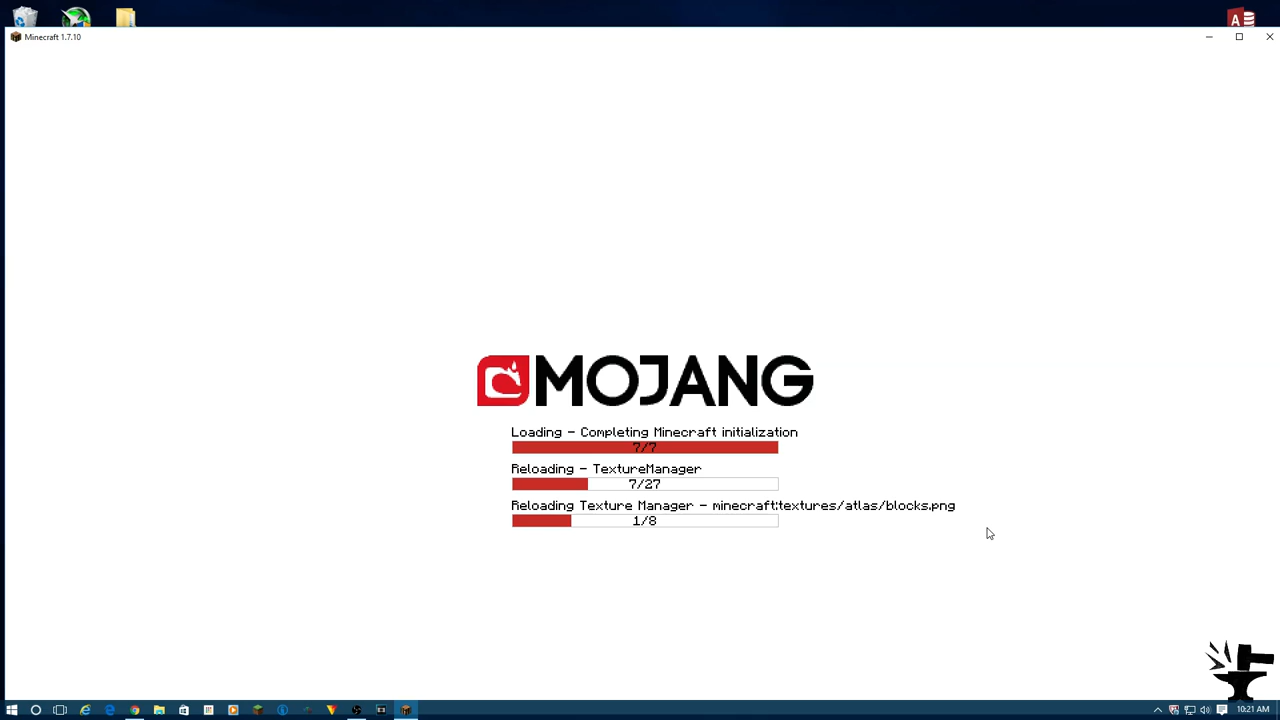 Minecraft 1.7.10
MOJANG
Loading - Completing Minecraft initialization
7/7
Reloading - TextureManager
7/27
Reloading Texture Manager - minecraft:textures/atlas/blocks.png
1/8
10:21 AM